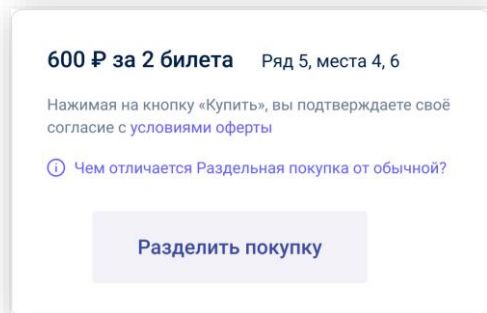 600 ₽ за 2 билета Ряд 5, места 4, 6
Нажимая на кнопку «Купить», вы подтверждаете своё
согласие с условиями оферты
Чем отличается Раздельная покупка от обычной?
Разделить покупку